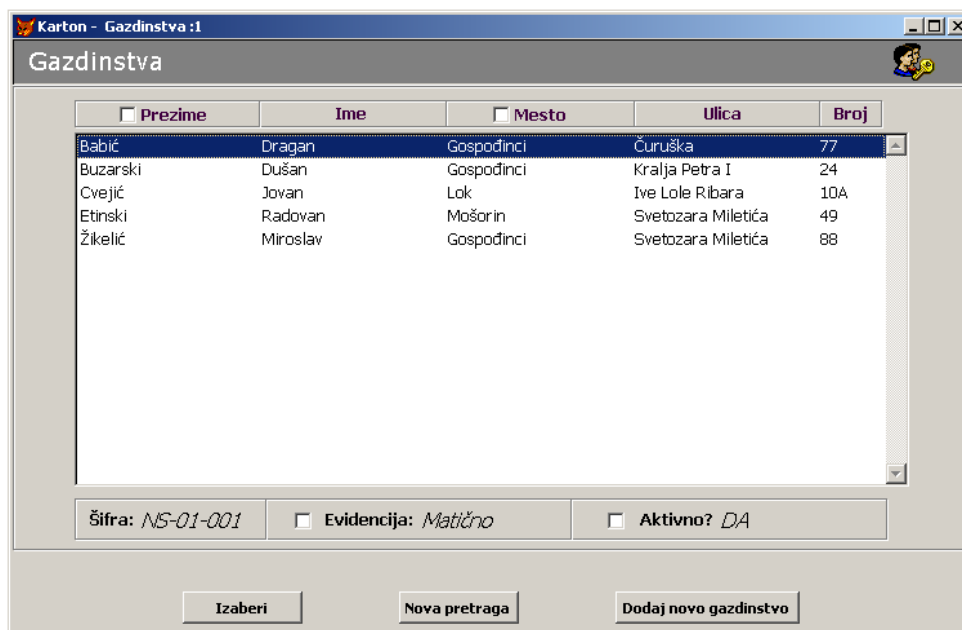 Karton - Gazdinstva :1
Gazdinstva
Prezime Ime Mesto Ulica Broj
Babić Dragan Gospođinci Čuruška 77
Buzarski Dušan Gospođinci Kralja Petra I 24
Cvejić Jovan Lok Ive Lole Ribara 10A
Etinski Radovan Mošorin Svetozara Miletića 49
Žikelić Miroslav Gospođinci Svetozara Miletića 88
Šifra: NS-01-001 Evidencija: Matično Aktivno? DA
Izaberi Nova pretraga Dodaj novo gazdinstvo